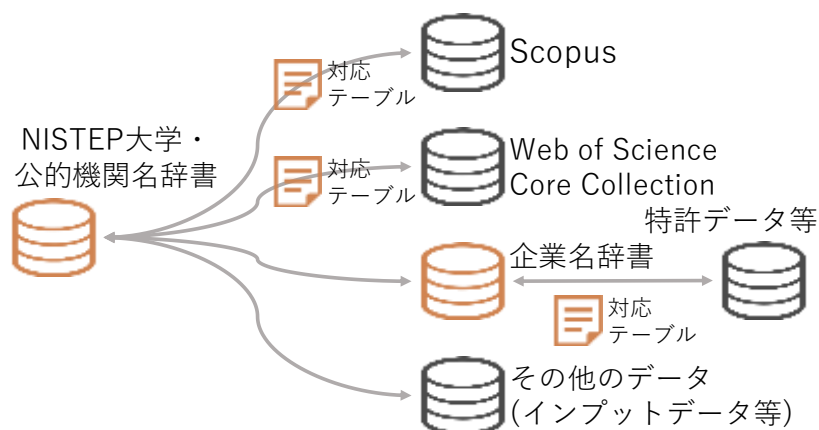 Scopus
対応
テーブル
NISTEP大学・
公的機関名辞書
Web of Science
Core Collection
対応
テーブル
特許データ等
企業名辞書
対応
テーブル
その他のデータ
(インプットデータ等)